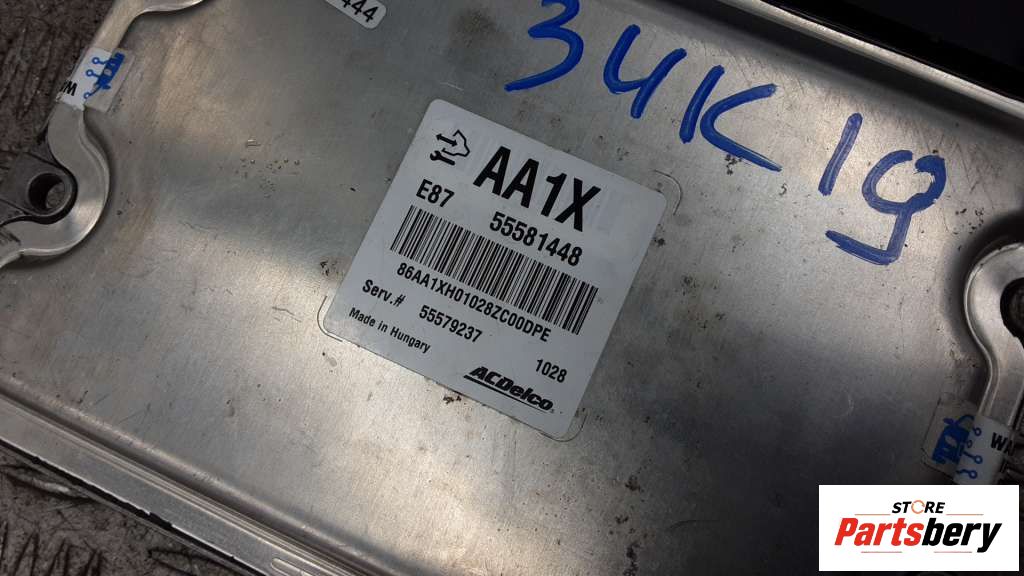 444
34K19
AA1X
E87 55581448
86AA1XH01028ZC00DPE
Serv.# 55579237
Made in Hungary 1028
ACDelco
STORE
Partsbery